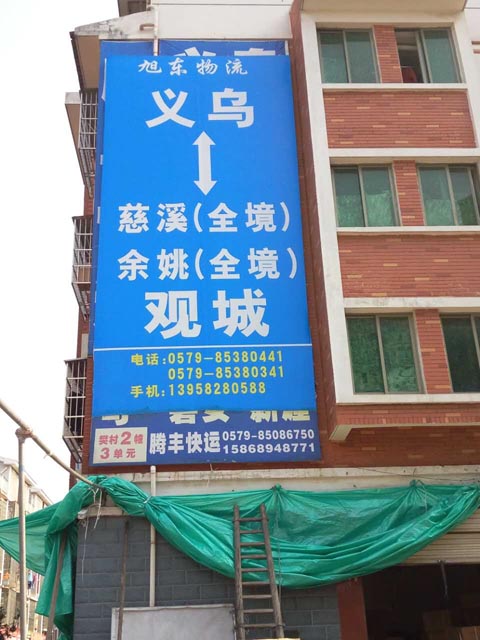 旭东物流
义乌
慈溪(全境)
余姚(全境)
观城
电话:0579-85380441
0579-85380341
手机:13958280588
樊村2幢
3单元
腾丰快运
0579-85086750
15868948771